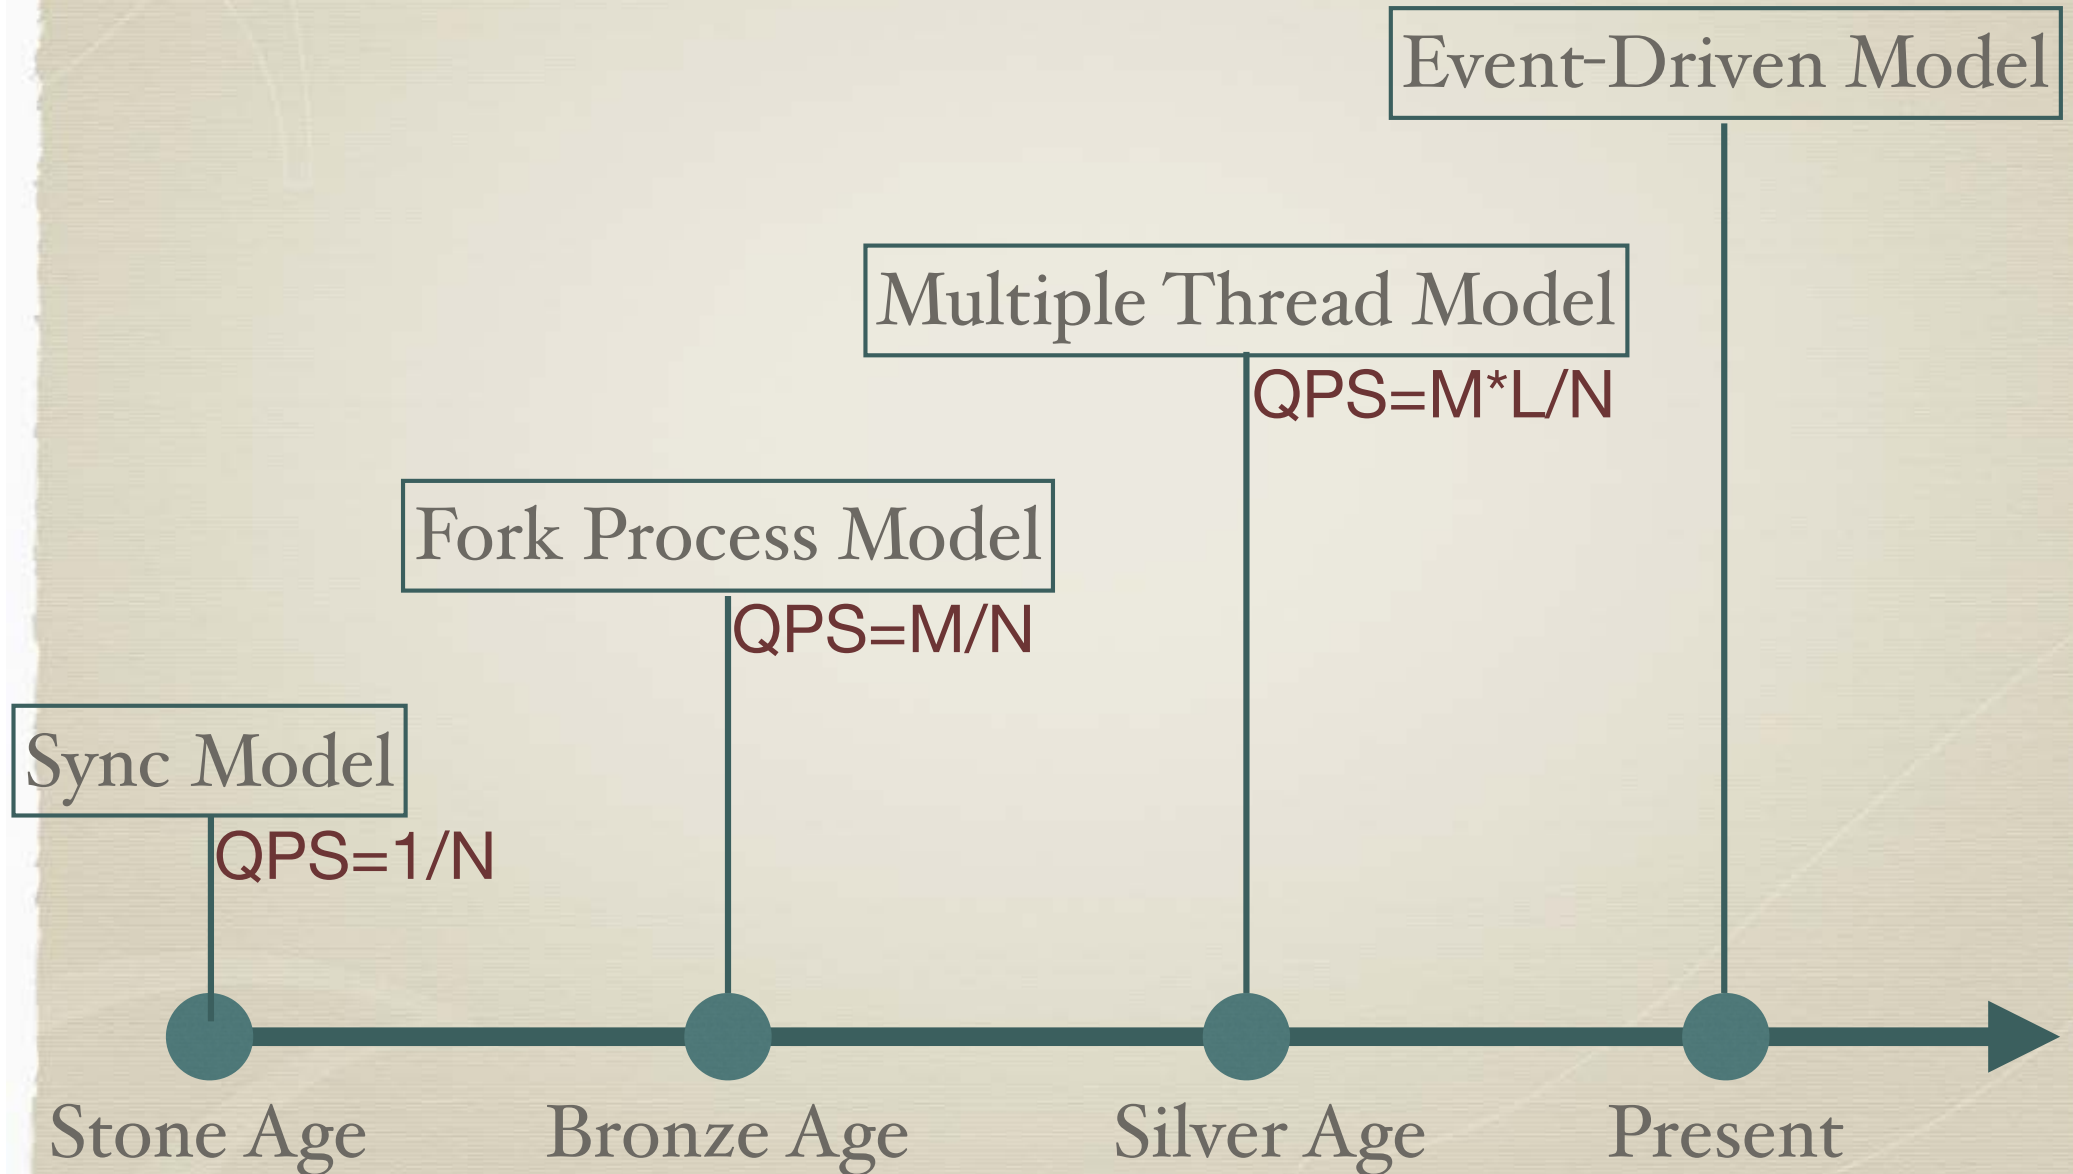 Event-Driven Model
Multiple Thread Model
QPS=M*L/N
Fork Process Model
QPS=M/N
Sync Model
QPS=1/N
Stone Age
Bronze Age
Silver Age
Present